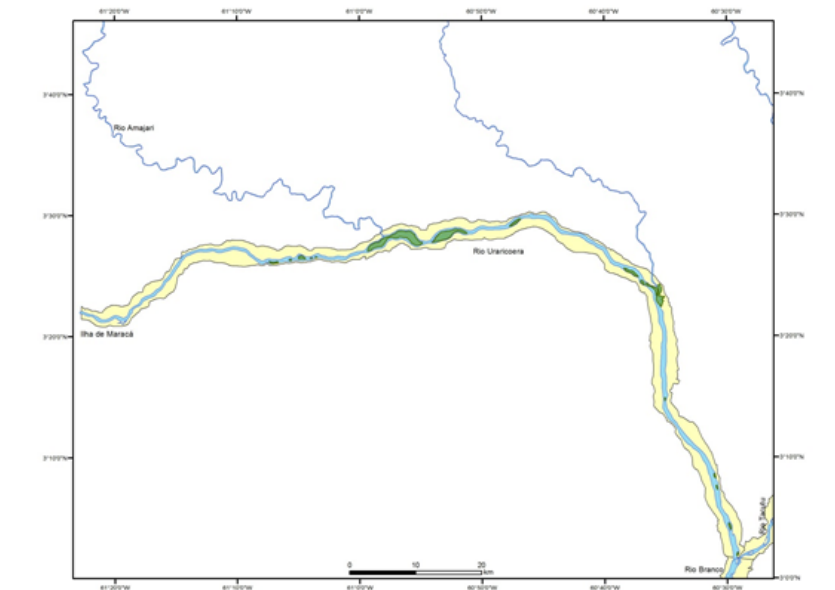 61°20'0"W 61°10'0"W 61°0'0"W 60°50'0"W 60°40'0"W 60°30'0"W
3°40'0"N 3°40'0"N
Rio Amajari
3°30'0"N 3°30'0"N
Rio Uraricoera
Ilha de Maracá
3°20'0"N 3°20'0"N
3°10'0"N 3°10'0"N
Rio Tacutu
0 10 20
km
Rio Branco
3°0'0"N
61°20'0"W 61°10'0"W 61°0'0"W 60°50'0"W 60°40'0"W 60°30'0"W